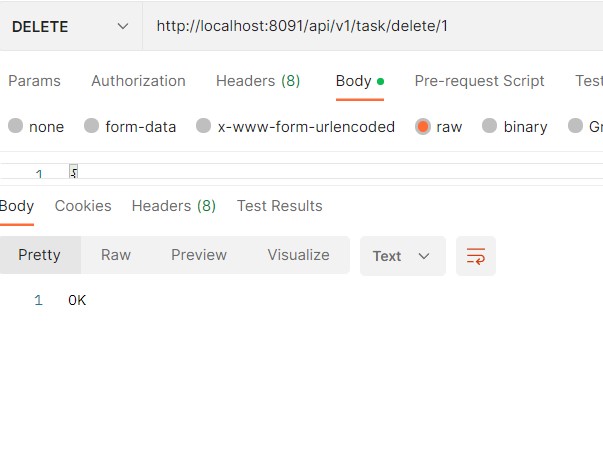 DELETE http://localhost:8091/api/v1/task/delete/1
Params Authorization Headers (8) Body Pre-request Script Test
none form-data x-www-form-urlencoded raw binary Gr
1 {
Body Cookies Headers (8) Test Results
Pretty Raw Preview Visualize Text
1 OK